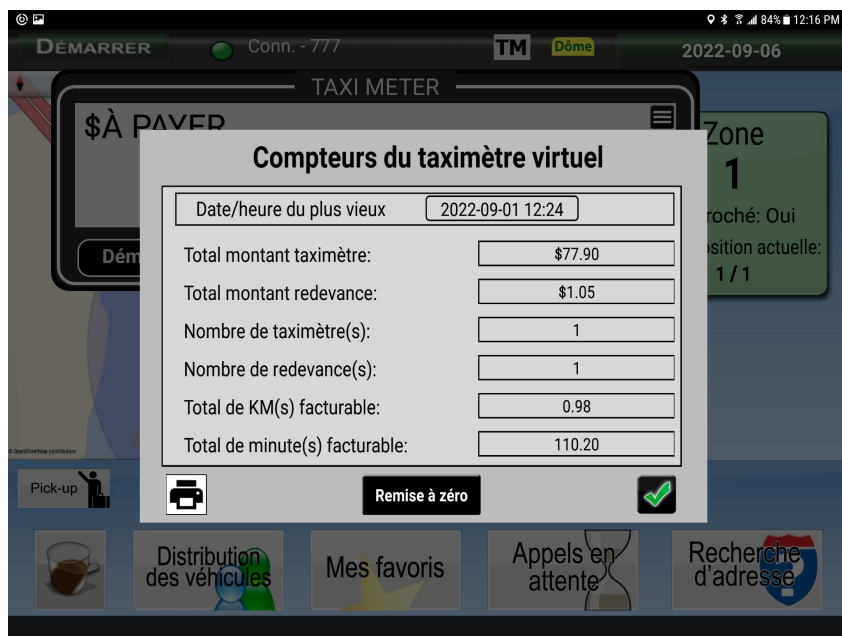 84% 12:16 PM
DÉMARRER Conn. - 777 TM Dôme 2022-09-06
TAXI METER
$À PAYER
Zone
1
roché: Oui
osition actuelle:
1 / 1
Dém
Compteurs du taximètre virtuel
Date/heure du plus vieux 2022-09-01 12:24
Total montant taximètre: $77.90
Total montant redevance: $1.05
Nombre de taximètre(s): 1
Nombre de redevance(s): 1
Total de KM(s) facturable: 0.98
Total de minute(s) facturable: 110.20
Remise à zéro
© OpenStreetMap contributors
Pick-up
Distribution
des véhicules
Mes favoris
Appels en
attente
Recherche
d'adresse